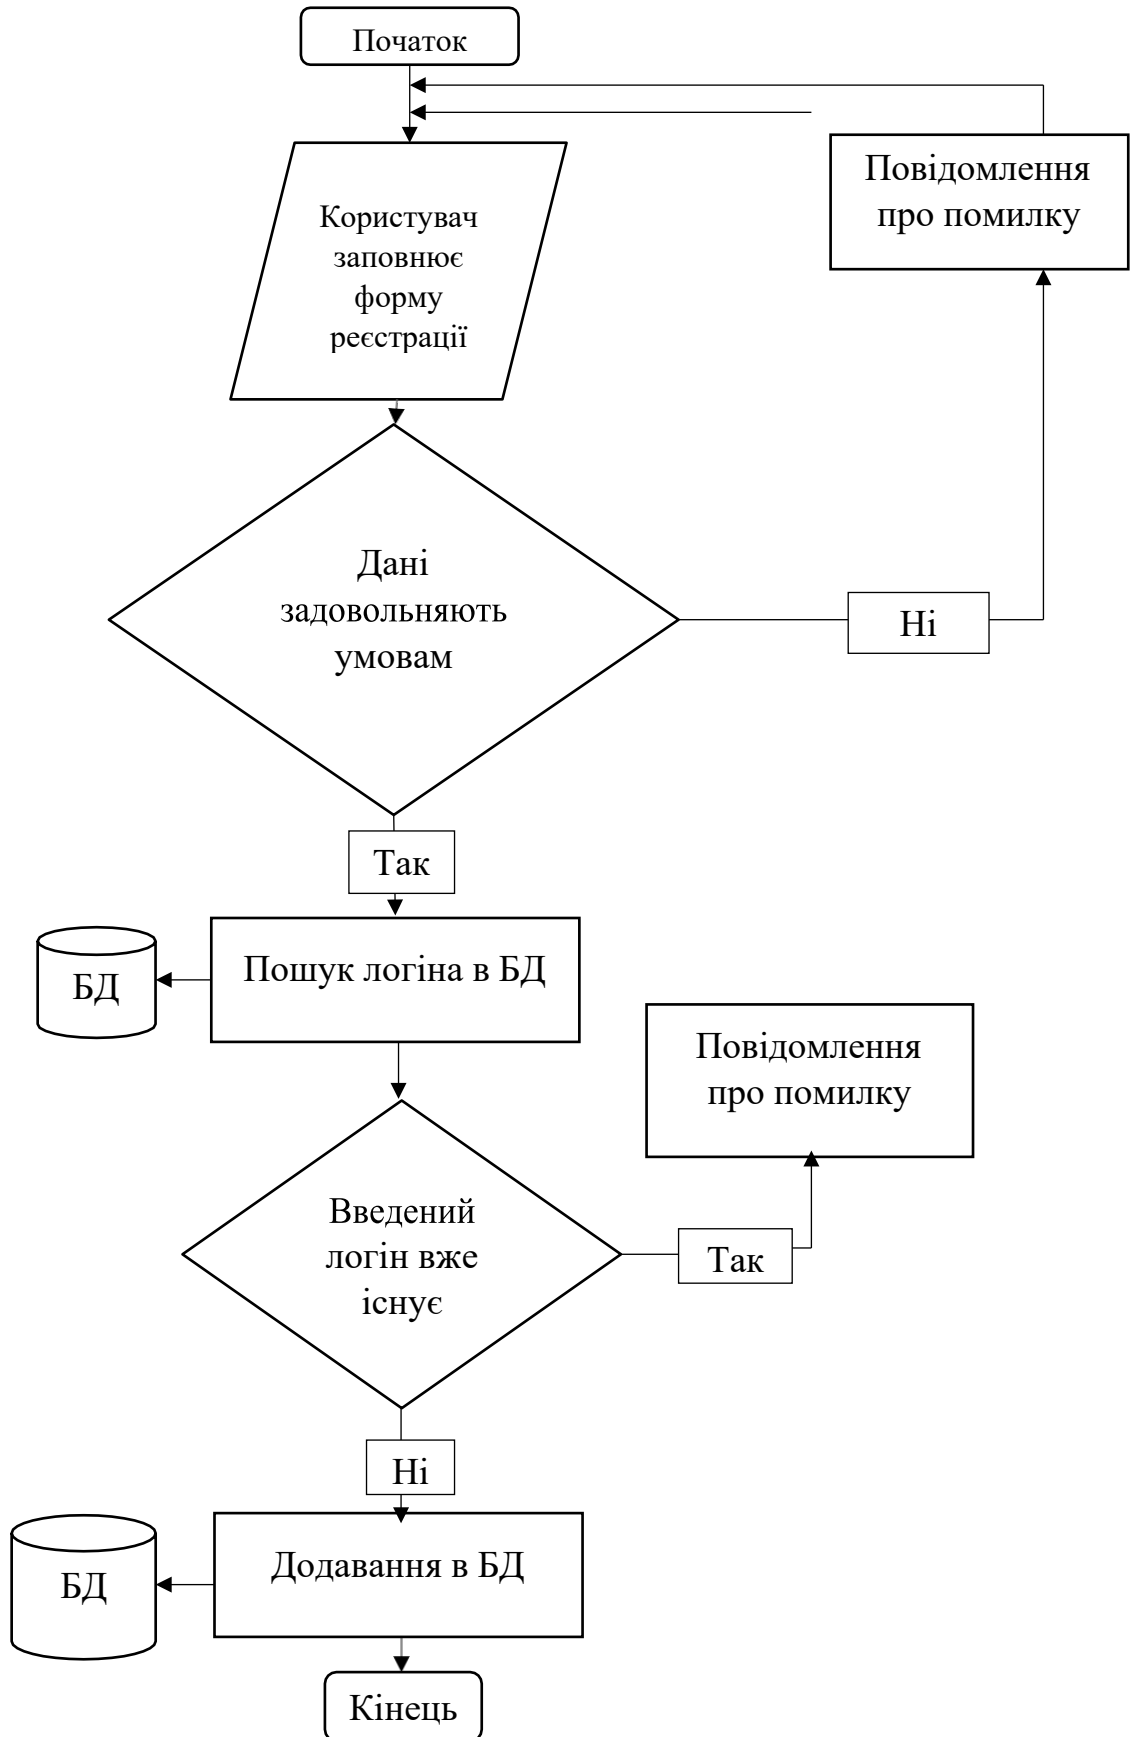 Початок
Повідомлення
про помилку
Користувач
заповнює
форму
реєстрації
Дані
задовольняють
умовам
Ні
Так
БД
Пошук логіна в БД
Повідомлення
про помилку
Введений
логін вже
існує
Так
Ні
БД
Додавання в БД
Кінець